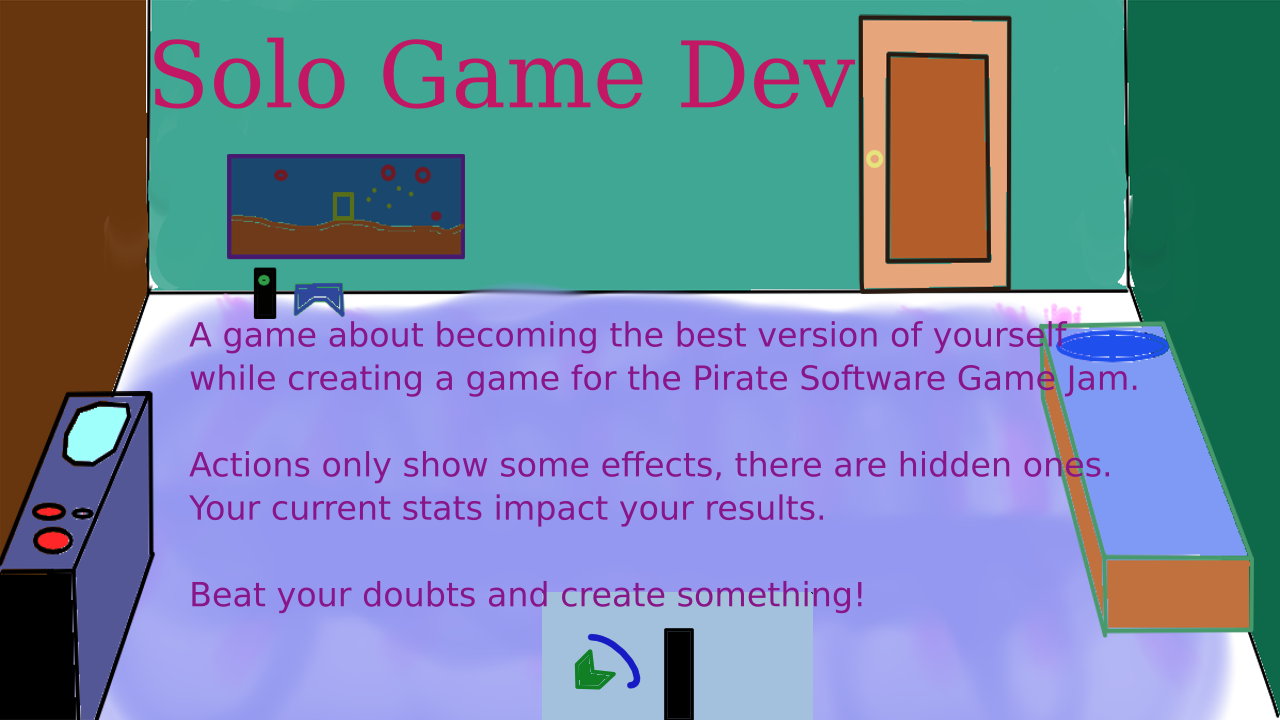 Solo Game Dev
A game about becoming the best version of yourself
while creating a game for the Pirate Software Game Jam.
Actions only show some effects, there are hidden ones.
Your current stats impact your results.
Beat your doubts and create something!